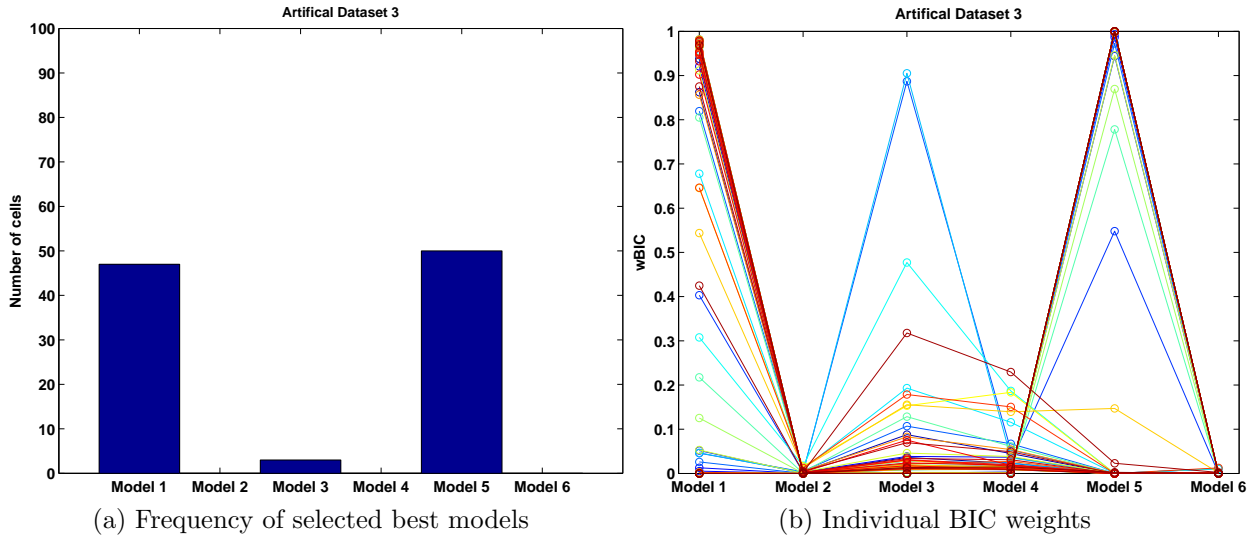 Artifical Dataset 3
100
90
80
70
60
50
40
30
20
10
0
Number of cells
Model 1 Model 2 Model 3 Model 4 Model 5 Model 6
(a) Frequency of selected best models
Artifical Dataset 3
1
0.9
0.8
0.7
0.6
0.5
0.4
0.3
0.2
0.1
0
wBIC
Model 1 Model 2 Model 3 Model 4 Model 5 Model 6
(b) Individual BIC weights